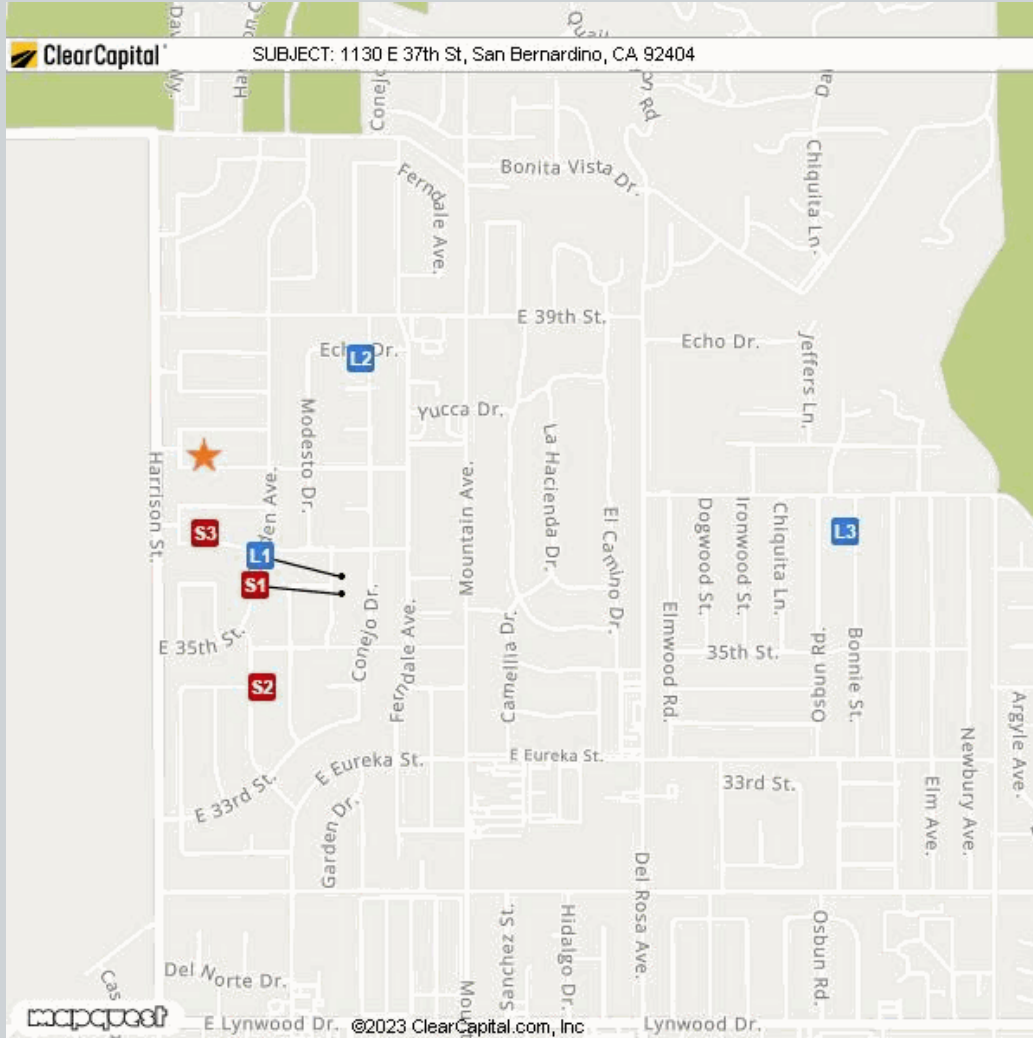 ClearCapital
SUBJECT: 1130 E 37th St, San Bernardino, CA 92404
Bonita Vista Dr.
Chiquita Ln.
Ferndale Ave.
E 39th St.
Echo Dr.
L2
Echo Dr.
Jeffers Ln.
Yucca Dr.
Modesto Dr.
La Hacienda Dr.
Harrison St.
Mountain Ave.
El Camino Dr.
Dogwood St.
Ironwood St.
Chiquita Ln.
S3
den Ave.
L1
L3
S1
Conejo Dr.
Ferndale Ave.
Camellia Dr.
Elmwood Rd.
E 35th St.
35th St.
Osbun Rd.
Bonnie St.
S2
Argyle Ave.
E Eureka St.
E Eureka St.
33rd St.
E 33rd St.
Garden Dr.
Elm Ave.
Newbury Ave.
Del Rosa Ave.
Sanchez St.
Hidalgo Dr.
Osbun Rd.
Del Norte Dr.
Cas
Mount
mapquest
E Lynwood Dr.
©2023 ClearCapital.com, Inc
Lynwood Dr.